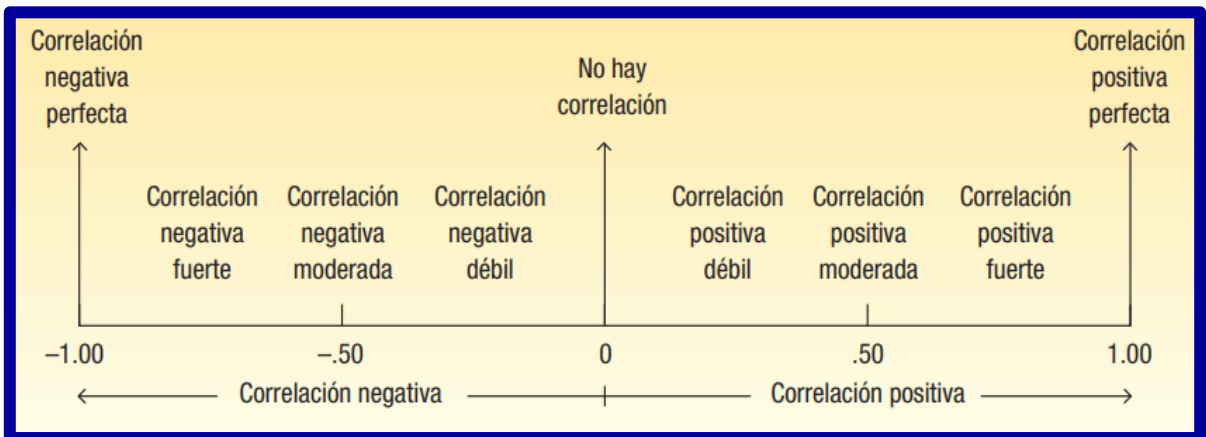 Correlación
negativa
perfecta
No hay
correlación
Correlación
positiva
perfecta
Correlación
negativa
fuerte
Correlación
negativa
moderada
Correlación
negativa
débil
Correlación
positiva
débil
Correlación
positiva
moderada
Correlación
positiva
fuerte
–1.00
–.50
0
.50
1.00
Correlación negativa
Correlación positiva